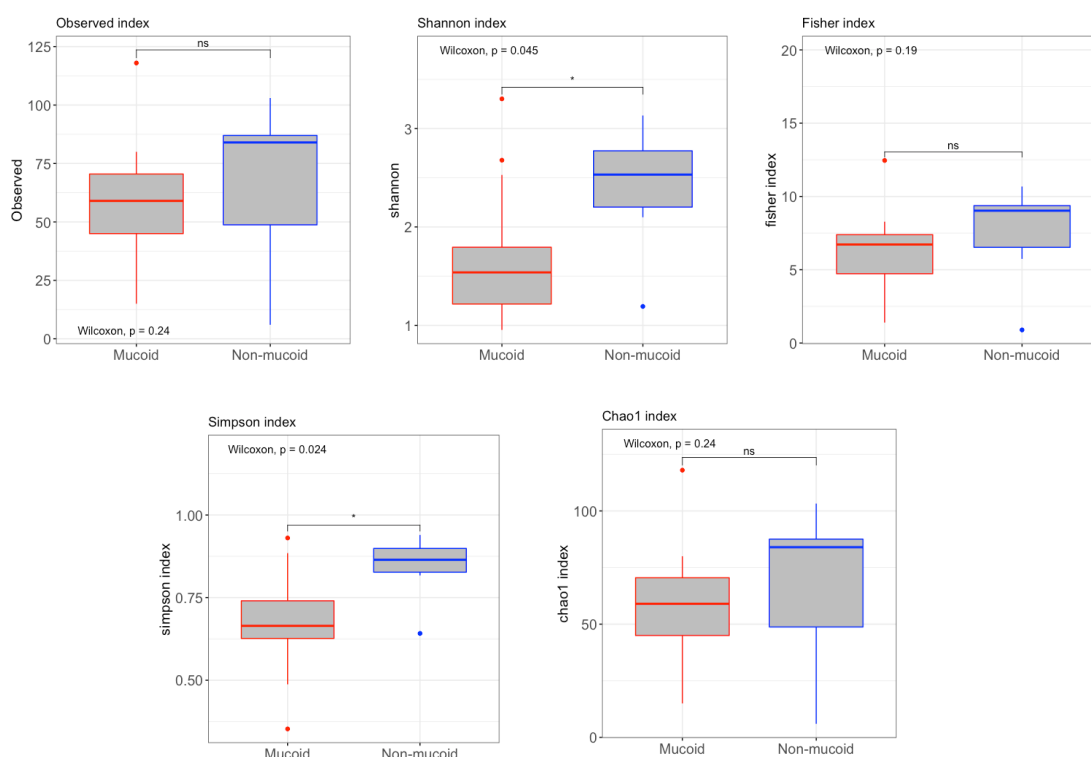 Observed index
ns
125
100
75
50
25
0
Observed
Wilcoxon, p = 0.24
Mucoid
Non-mucoid
Shannon index
Wilcoxon, p = 0.045
*
3
2
1
shannon
Mucoid
Non-mucoid
Fisher index
Wilcoxon, p = 0.19
ns
20
15
10
5
0
fisher index
Mucoid
Non-mucoid
Simpson index
Wilcoxon, p = 0.024
*
1.00
0.75
0.50
simpson index
Mucoid
Non-mucoid
Chao1 index
Wilcoxon, p = 0.24
ns
100
50
0
chao1 index
Mucoid
Non-mucoid